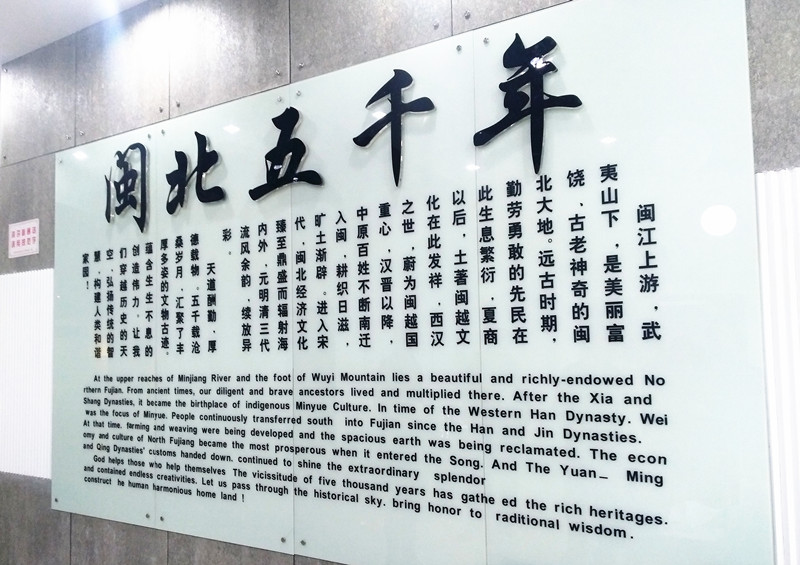 闽北五千年
闽江上游，武
夷山下，是美丽富
饶、古老神奇的闽
北大地。远古时期，
勤劳勇敢的先民在
此生息繁衍，夏商
以后，土著闽越文
化在此发祥，西汉
之世，蔚为闽越国
重心，汉晋以降，
中原百姓不断南迁
入闽，耕织日滋，
旷土渐辟。进入宋
代，闽北经济文化
臻至鼎盛而辐射海
内外，元明清三代
流风余韵，续放异
彩。
天道酬勤，厚
德载物。五千载沧
桑岁月，汇聚了丰
厚多姿的文物古迹，
蕴含生生不息的
创造伟力，让我
们穿越历史的天
空，弘扬传统的智
慧，构建人类和谐
家园！
At the upper reaches of Minjiang River and the foot of Wuyi Mountain lies a beautiful and richly-endowed No
rthern Fujian. From ancient times, our diligent and brave ancestors lived and multiplied there. After the Xia and
Shang Dynasties, it became the birthplace of indigenous Minyue Culture. In time of the Western Han Dynasty. Wei
was the focus of Minyue. People continuously transferred south into Fujian since the Han and Jin Dynasties.
At that time. farming and weaving were being developed and the spacious earth was being reclamated. The econ
omy and culture of North Fujiang became the most prosperous when it entered the Song. And The Yuan_ Ming
and Qing Dynasties' customs handed down. continued to shine the extraordinary splendor
God helps those who help themselves The vicissitude of five thousand years has gathe ed the rich heritages.
and contained endless creativities. Let us pass through the historical sky. bring honor to raditional wisdom.
construct he human harmonious home land !